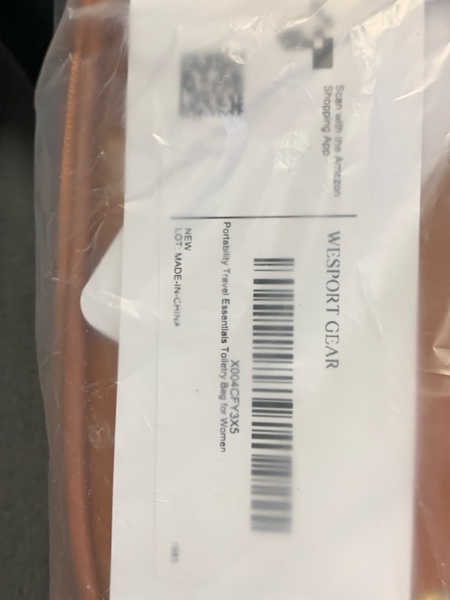 Scan with the Amazon
Shopping App
WESPORT GEAR
X004CFY3X5
Portability Travel Essentials Toiletry Bag for Women
NEW
LOT: MADE-IN-CHINA